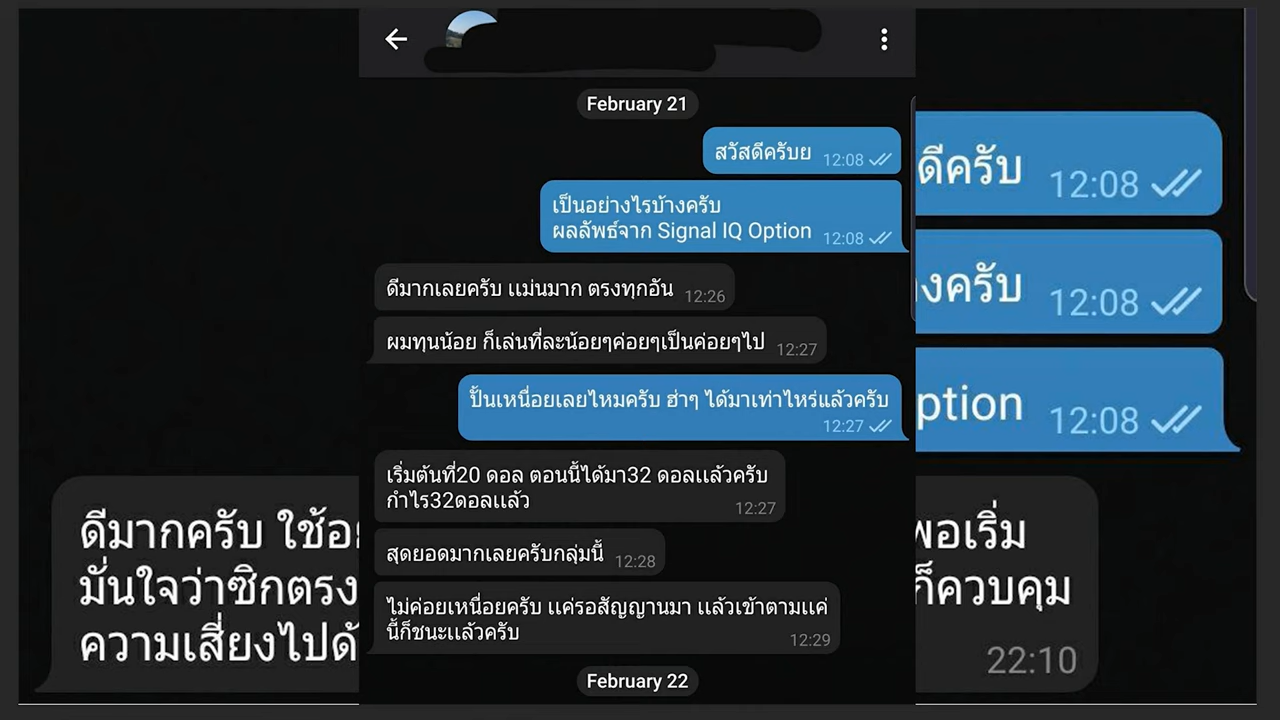 February 21
สวัสดีครับย 12:08
เป็นอย่างไรบ้างครับ
ผลลัพธ์จาก Signal IQ Option 12:08
ดีมากเลยครับ แม่นมาก ตรงทุกอัน 12:26
ผมทุนน้อย ก็เล่นที่ละน้อยๆค่อยๆเป็นค่อยๆไป 12:27
ปั้นเหนื่อยเลยไหมครับ ฮ่าๆ ได้มาเท่าไหร่แล้วครับ
12:27
เริ่มต้นที่20 ดอล ตอนนี้ได้มา32 ดอลแล้วครับ
กำไร32ดอลแล้ว 12:27
สุดยอดมากเลยครับกลุ่มนี้ 12:28
ไม่ค่อยเหนื่อยครับ แค่รอสัญญานมา แล้วเข้าตามแค่
นี้ก็ชนะแล้วครับ 12:29
February 22
ดีมากครับ ใช้อ
มั่นใจว่าซิกตรง
ความเสี่ยงไปด้
ดีครับ 12:08
งครับ 12:08
ption 12:08
พอเริ่ม
ก็ควบคุม
22:10